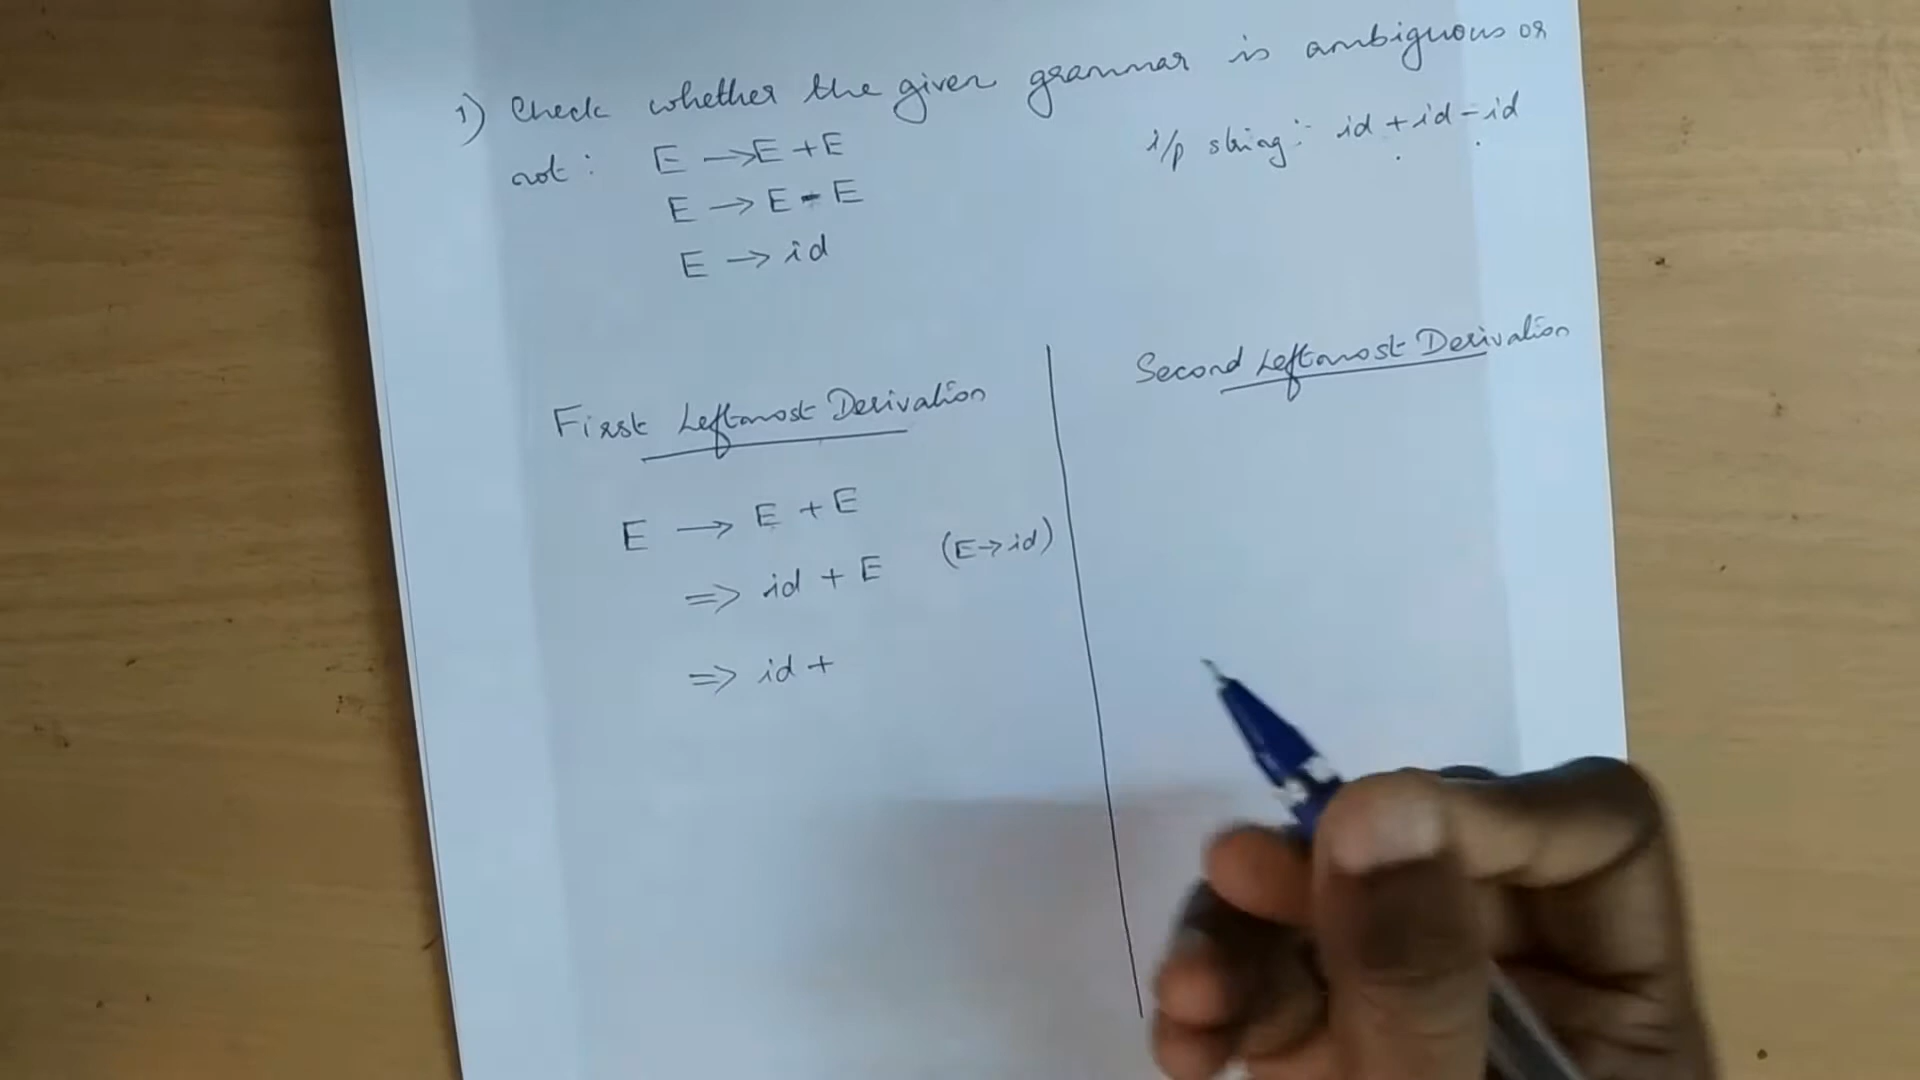 1) Check whether the given grammar is ambiguous or
not : E → E + E
i/p string : id + id - id
E → E - E
E → id
First Leftmost Derivation
E → E + E
⇒ id + E (E → id)
⇒ id +
Second Leftmost Derivation